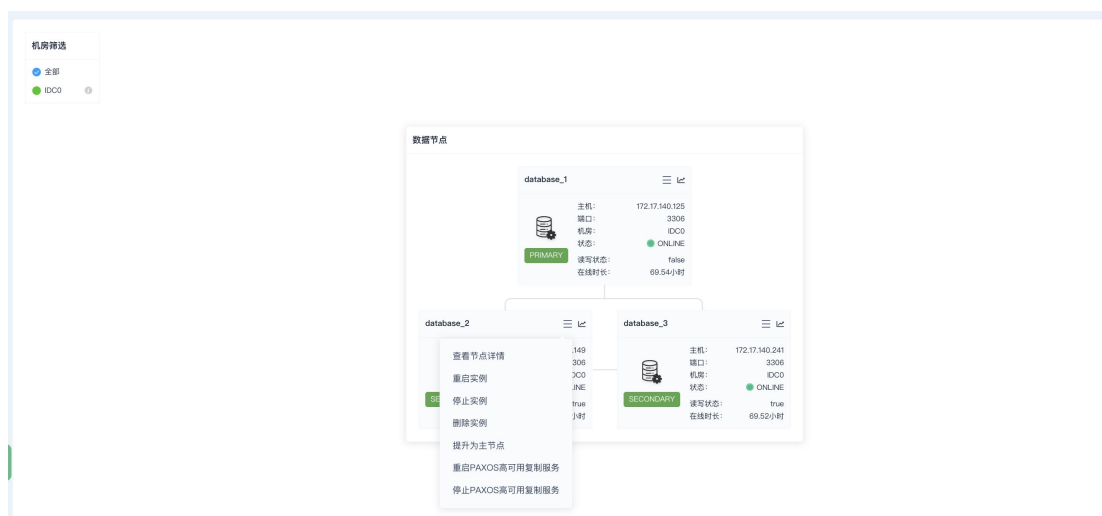 机房筛选
全部
IDC0
数据节点
database_1
主机: 172.17.140.125
端口: 3306
机房: IDC0
状态: ONLINE
PRIMARY
读写状态: false
在线时长: 69.54小时
database_2
.149
306
ONLINE
true
小时
查看节点详情
重启实例
停止实例
删除实例
提升为主节点
重启PAXOS高可用复制服务
停止PAXOS高可用复制服务
database_3
主机: 172.17.140.241
端口: 3306
机房: IDC0
状态: ONLINE
SECONDARY
读写状态: true
在线时长: 69.52小时